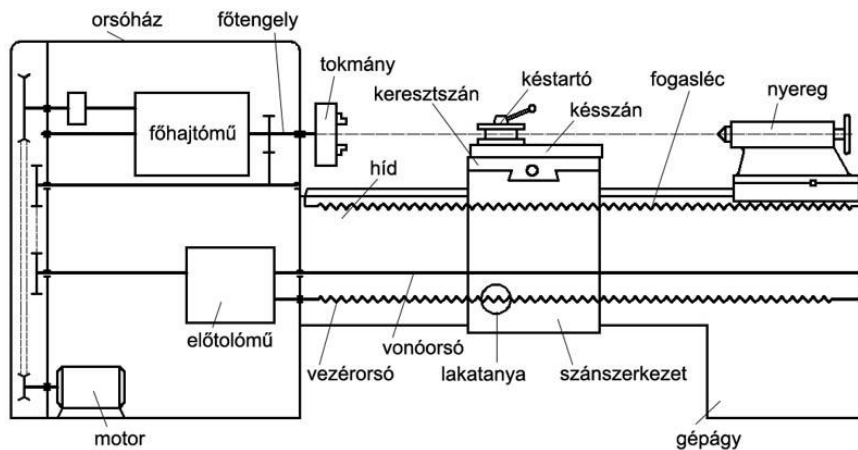 orsóház
főtengely
tokmány
keresztszán
késtartó
késszán
fogasléc
nyereg
főhajtómű
híd
előtolómű
vezérorsó
vonóorsó
lakatanya
szánszerkezet
motor
gépágy